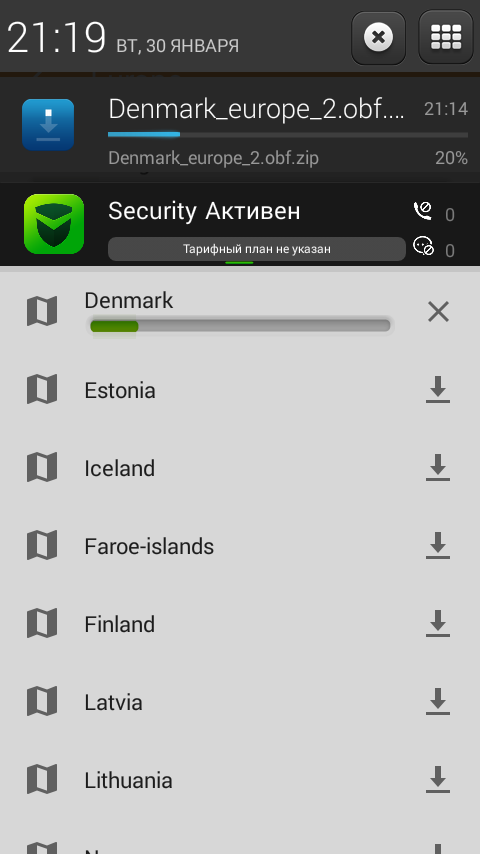 21:19 ВТ, 30 ЯНВАРЯ
Denmark_europe_2.obf.... 21:14
Denmark_europe_2.obf.zip 20%
Security Активен 0
Тарифный план не указан 0
Denmark
Estonia
Iceland
Faroe-islands
Finland
Latvia
Lithuania